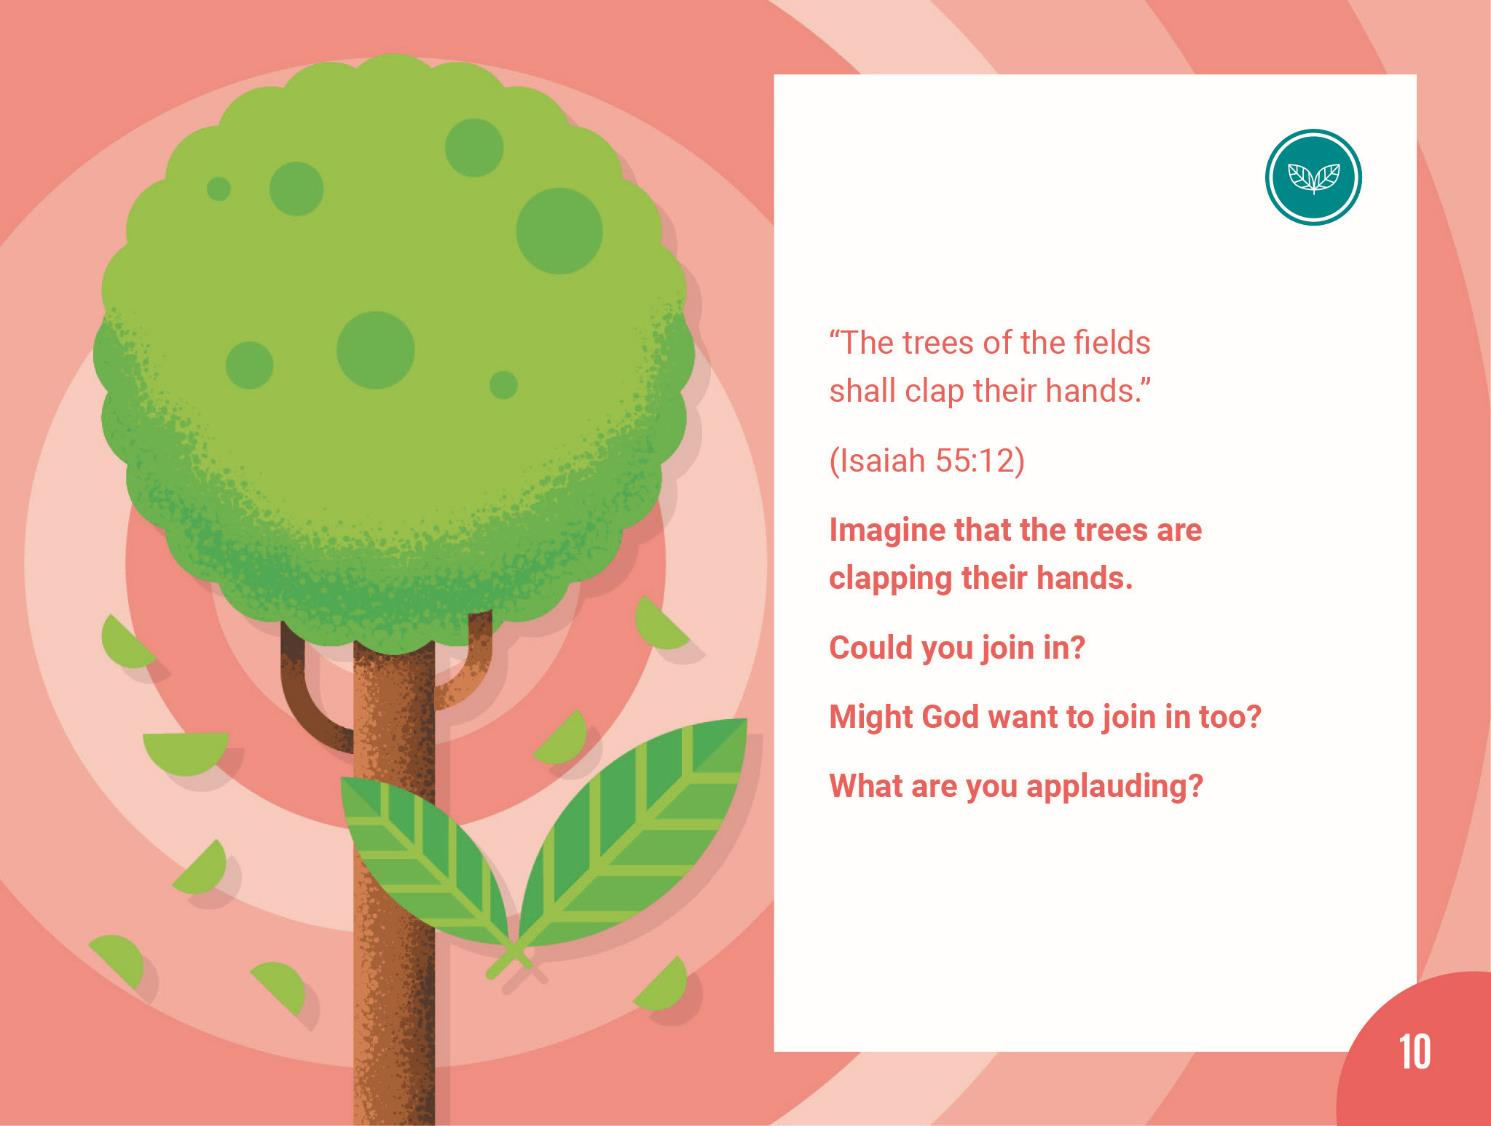 “The trees of the fields
shall clap their hands.”
(Isaiah 55:12)
Imagine that the trees are
clapping their hands.
Could you join in?
Might God want to join in too?
What are you applauding?
10